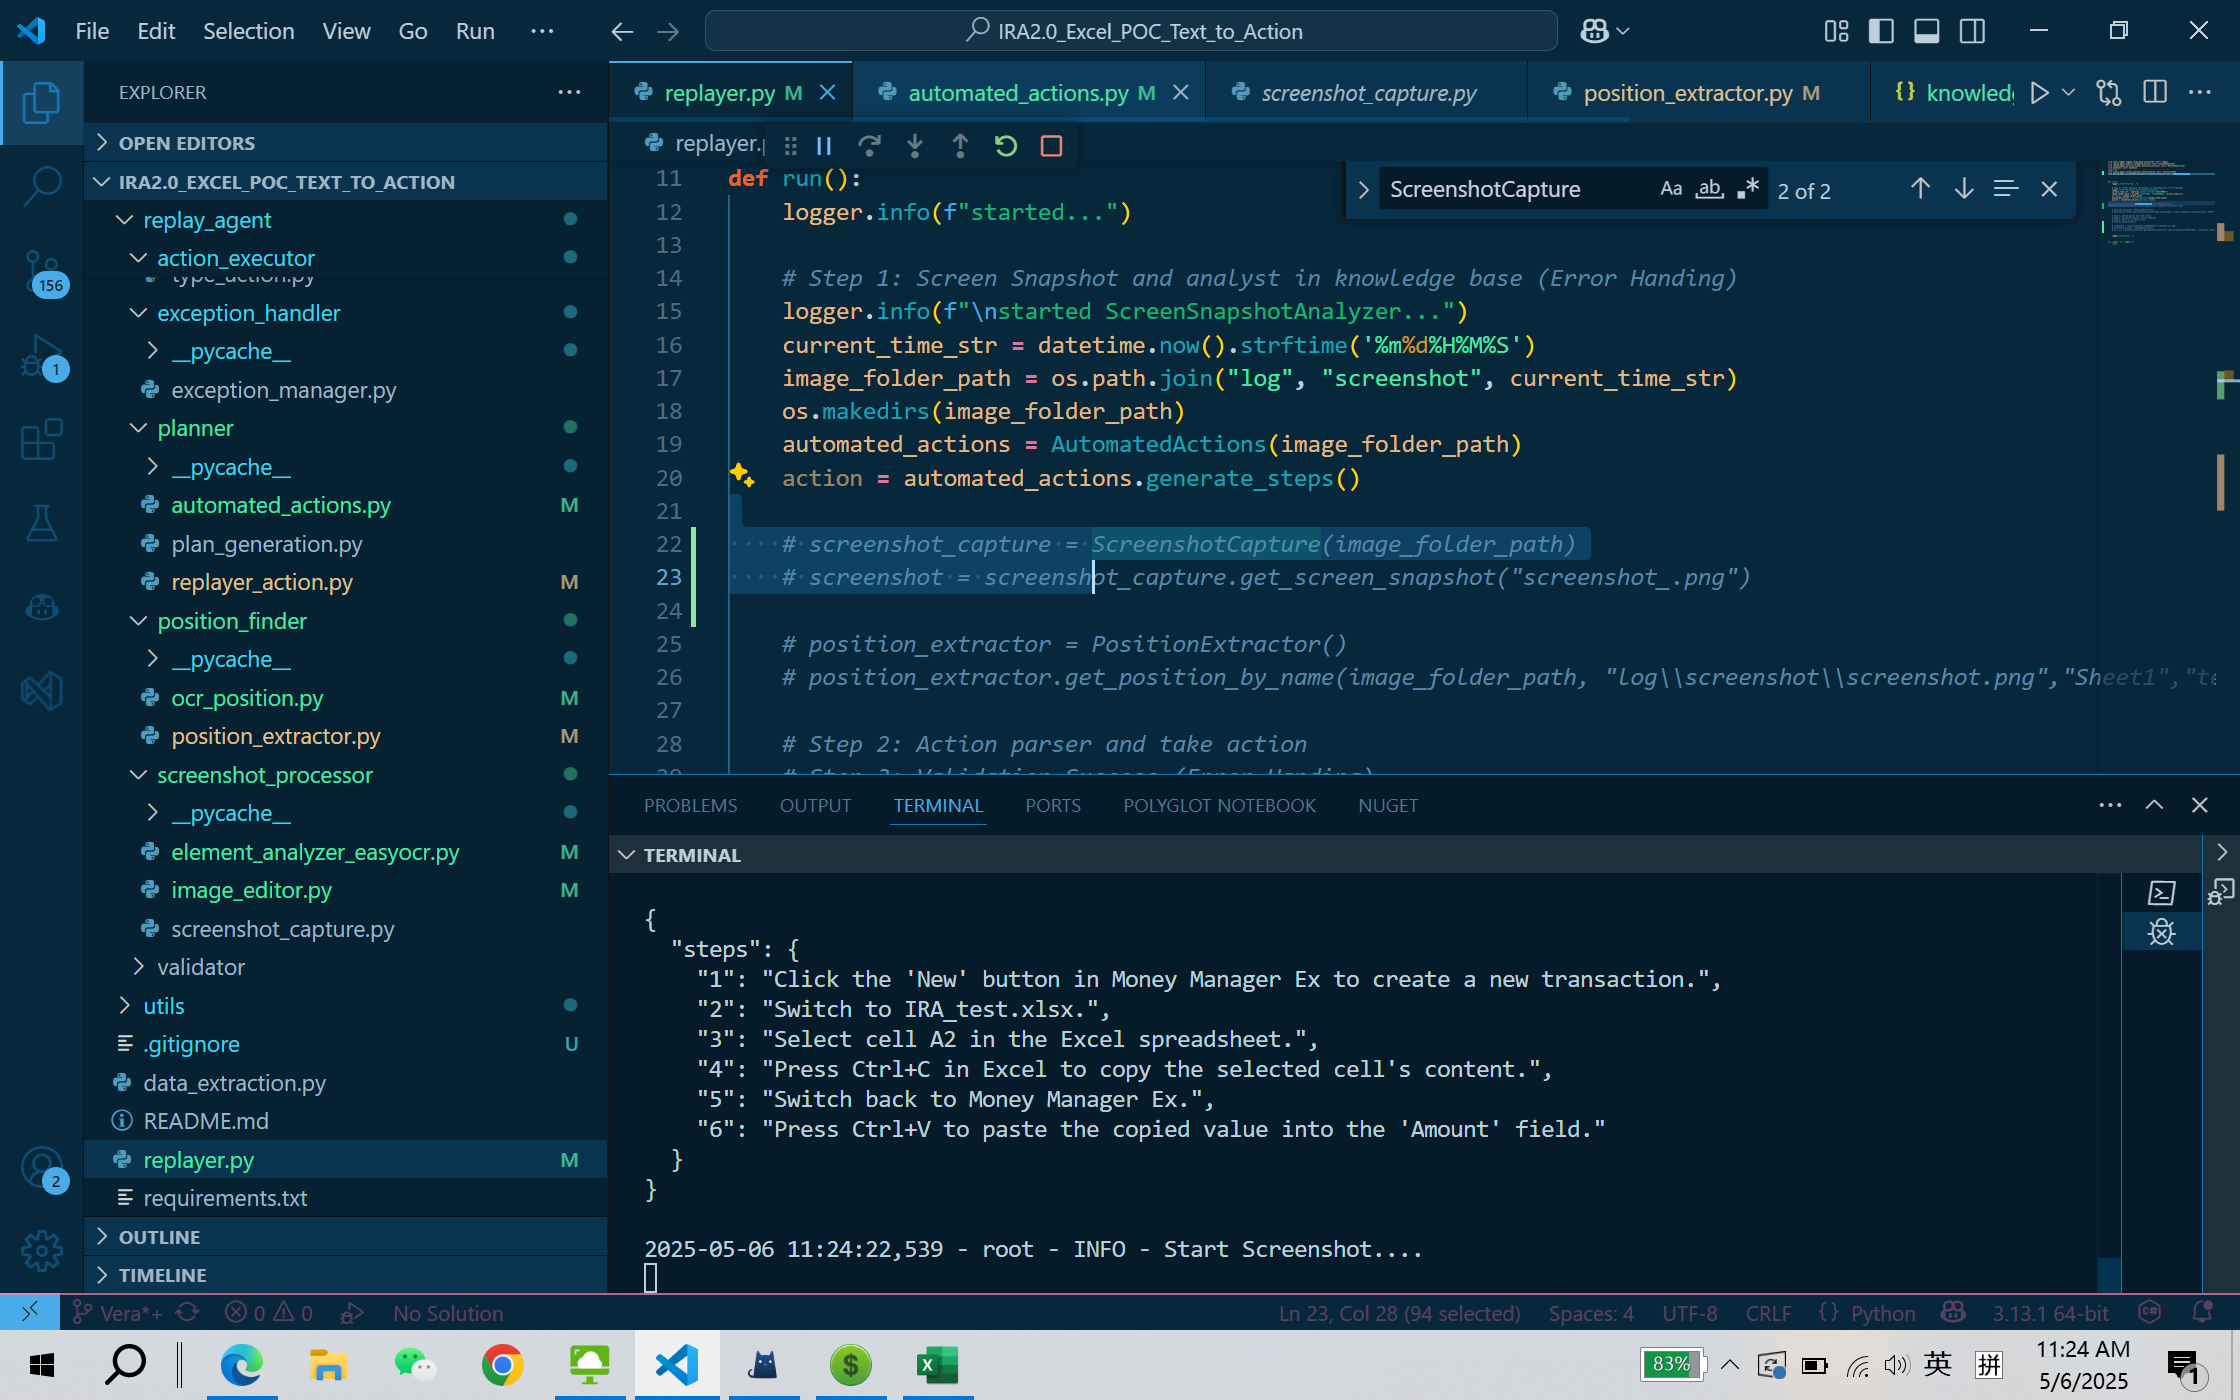 File Edit Selection View Go Run ···
IRA2.0_Excel_POC_Text_to_Action
EXPLORER
OPEN EDITORS
IRA2.0_EXCEL_POC_TEXT_TO_ACTION
replay_agent
action_executor
type_action.py
exception_handler
__pycache__
exception_manager.py
planner
__pycache__
automated_actions.py M
plan_generation.py
replayer_action.py M
position_finder
__pycache__
ocr_position.py M
position_extractor.py M
screenshot_processor
__pycache__
element_analyzer_easyocr.py M
image_editor.py M
screenshot_capture.py
validator
utils
.gitignore U
data_extraction.py
README.md
replayer.py M
requirements.txt
OUTLINE
TIMELINE
156
1
2
replayer.py M
automated_actions.py M
screenshot_capture.py
position_extractor.py M
{} knowled
replayer.
ScreenshotCapture Aa ab .* 2 of 2
11 def run():
12 logger.info(f"started...")
13
14 # Step 1: Screen Snapshot and analyst in knowledge base (Error Handing)
15 logger.info(f"\nstarted ScreenSnapshotAnalyzer...")
16 current_time_str = datetime.now().strftime('%m%d%H%M%S')
17 image_folder_path = os.path.join("log", "screenshot", current_time_str)
18 os.makedirs(image_folder_path)
19 automated_actions = AutomatedActions(image_folder_path)
20 action = automated_actions.generate_steps()
21
22 # screenshot_capture = ScreenshotCapture(image_folder_path)
23 # screenshot = screenshot_capture.get_screen_snapshot("screenshot_.png")
24
25 # position_extractor = PositionExtractor()
26 # position_extractor.get_position_by_name(image_folder_path, "log\\screenshot\\screenshot.png","Sheet1","te
27
28 # Step 2: Action parser and take action
29 # Step 3: Validation Success (Error Handing)
PROBLEMS OUTPUT TERMINAL PORTS POLYGLOT NOTEBOOK NUGET
TERMINAL
{
"steps": {
"1": "Click the 'New' button in Money Manager Ex to create a new transaction.",
"2": "Switch to IRA_test.xlsx.",
"3": "Select cell A2 in the Excel spreadsheet.",
"4": "Press Ctrl+C in Excel to copy the selected cell's content.",
"5": "Switch back to Money Manager Ex.",
"6": "Press Ctrl+V to paste the copied value into the 'Amount' field."
}
}
2025-05-06 11:24:22,539 - root - INFO - Start Screenshot....
Vera*+ 0 0 No Solution Ln 23, Col 28 (94 selected) Spaces: 4 UTF-8 CRLF {} Python 3.13.1 64-bit
83% 英 拼 11:24 AM
5/6/2025
1